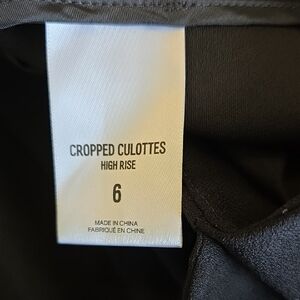 CROPPED CULOTTES
HIGH RISE
6
MADE IN CHINA
FABRIQUÉ EN CHINE